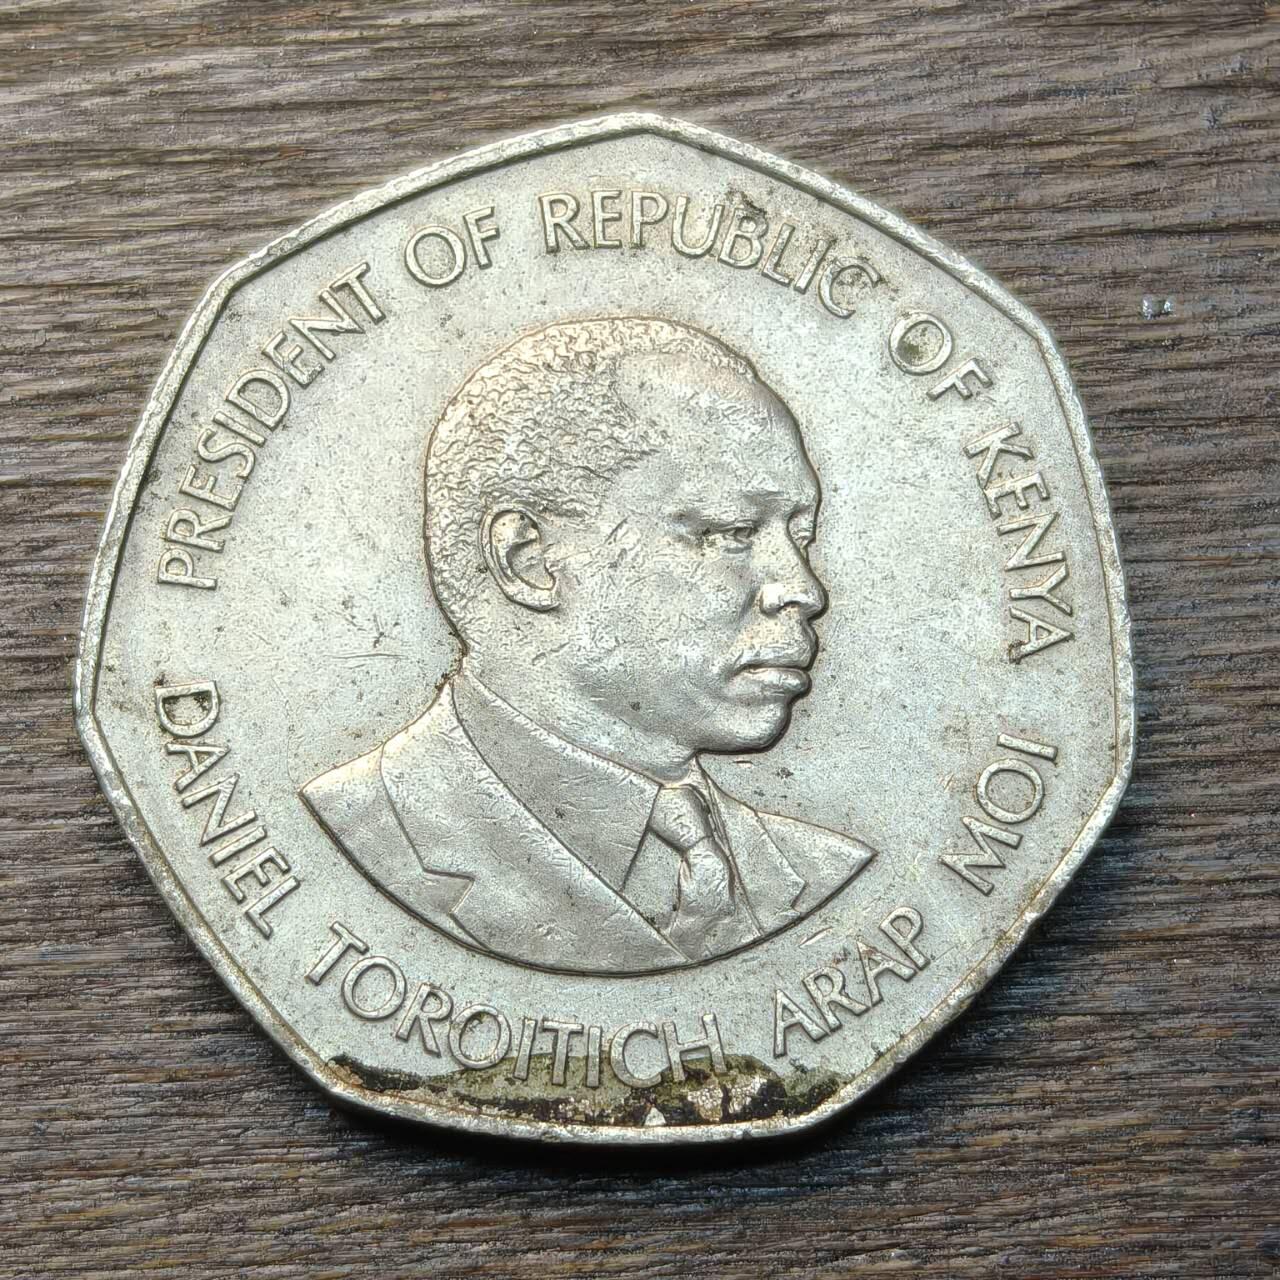 PRESIDENT OF REPUBLIC OF KENYA
DANIEL TOROITICH ARAP MOI